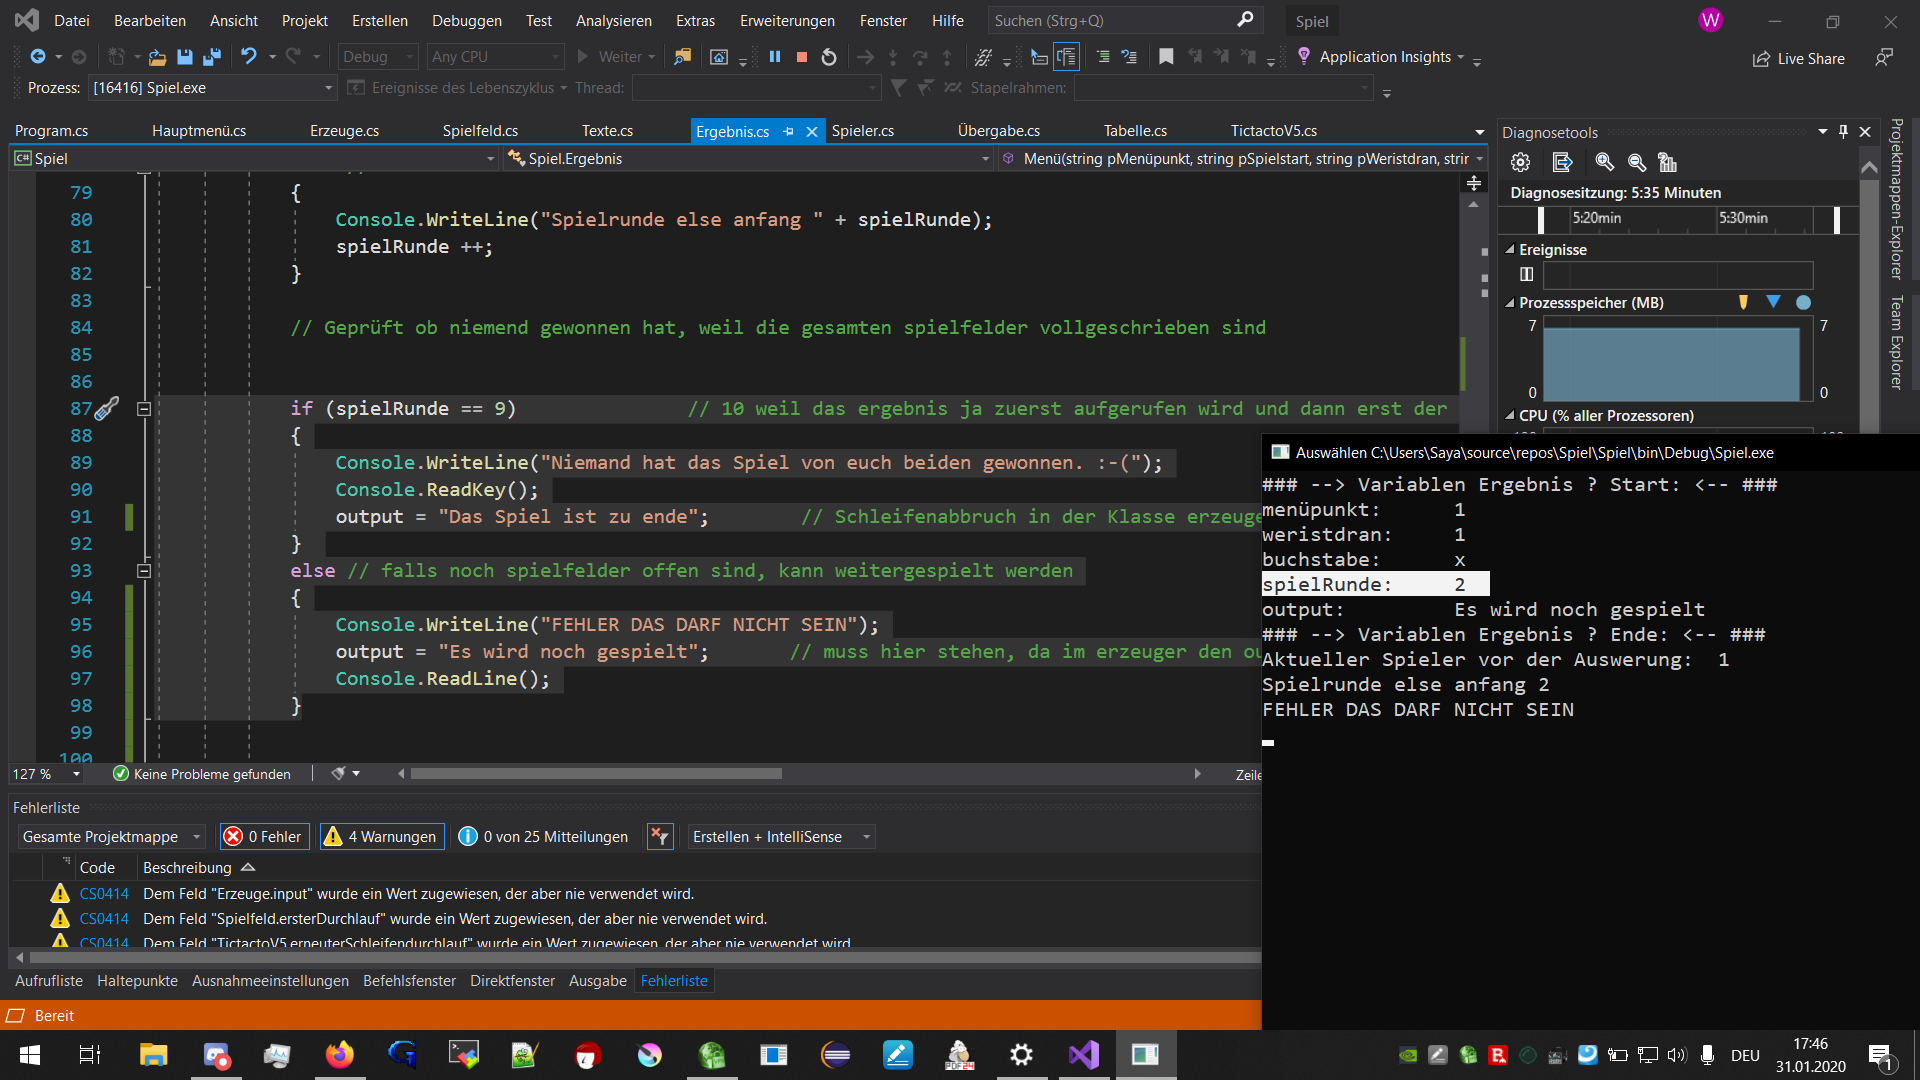 Datei Bearbeiten Ansicht Projekt Erstellen Debuggen Test Analysieren Extras Erweiterungen Fenster Hilfe Suchen (Strg+Q) Spiel W
Debug Any CPU Weiter Application Insights Live Share
Prozess: [16416] Spiel.exe Ereignisse des Lebenszyklus Thread: Stapelrahmen:
Program.cs Hauptmenü.cs Erzeuge.cs Spielfeld.cs Texte.cs Ergebnis.cs Spieler.cs Übergabe.cs Tabelle.cs TictactoV5.cs
C# Spiel Spiel.Ergebnis Menü(string pMenüpunkt, string pSpielstart, string pWeristdran, strir
79 {
80 Console.WriteLine("Spielrunde else anfang " + spielRunde);
81 spielRunde ++;
82 }
83
84 // Geprüft ob niemend gewonnen hat, weil die gesamten spielfelder vollgeschrieben sind
85
86
87 if (spielRunde == 9) // 10 weil das ergebnis ja zuerst aufgerufen wird und dann erst der
88 {
89 Console.WriteLine("Niemand hat das Spiel von euch beiden gewonnen. :-(");
90 Console.ReadKey();
91 output = "Das Spiel ist zu ende"; // Schleifenabbruch in der Klasse erzeuge
92 }
93 else // falls noch spielfelder offen sind, kann weitergespielt werden
94 {
95 Console.WriteLine("FEHLER DAS DARF NICHT SEIN");
96 output = "Es wird noch gespielt"; // muss hier stehen, da im erzeuger den ou
97 Console.ReadLine();
98 }
99
100
127 % Keine Probleme gefunden Zeile
Diagnosetools
Diagnosesitzung: 5:35 Minuten
5:20min 5:30min
Ereignisse
Prozessspeicher (MB)
7 7
0 0
CPU (% aller Prozessoren)
Projektmappen-Explorer
Team Explorer
Auswählen C:\Users\Saya\source\repos\Spiel\Spiel\bin\Debug\Spiel.exe
### --> Variablen Ergebnis ? Start: <-- ###
menüpunkt: 1
weristdran: 1
buchstabe: x
spielRunde: 2
output: Es wird noch gespielt
### --> Variablen Ergebnis ? Ende: <-- ###
Aktueller Spieler vor der Auswerung: 1
Spielrunde else anfang 2
FEHLER DAS DARF NICHT SEIN
Fehlerliste
Gesamte Projektmappe 0 Fehler 4 Warnungen 0 von 25 Mitteilungen Erstellen + IntelliSense
Code Beschreibung
CS0414 Dem Feld "Erzeuge.input" wurde ein Wert zugewiesen, der aber nie verwendet wird.
CS0414 Dem Feld "Spielfeld.ersterDurchlauf" wurde ein Wert zugewiesen, der aber nie verwendet wird.
CS0414 Dem Feld "TictactoV5.erneuterSchleifendurchlauf" wurde ein Wert zugewiesen, der aber nie verwendet wird.
Aufrufliste Haltepunkte Ausnahmeeinstellungen Befehlsfenster Direktfenster Ausgabe Fehlerliste
Bereit
PDF24
DEU
17:46
31.01.2020
1